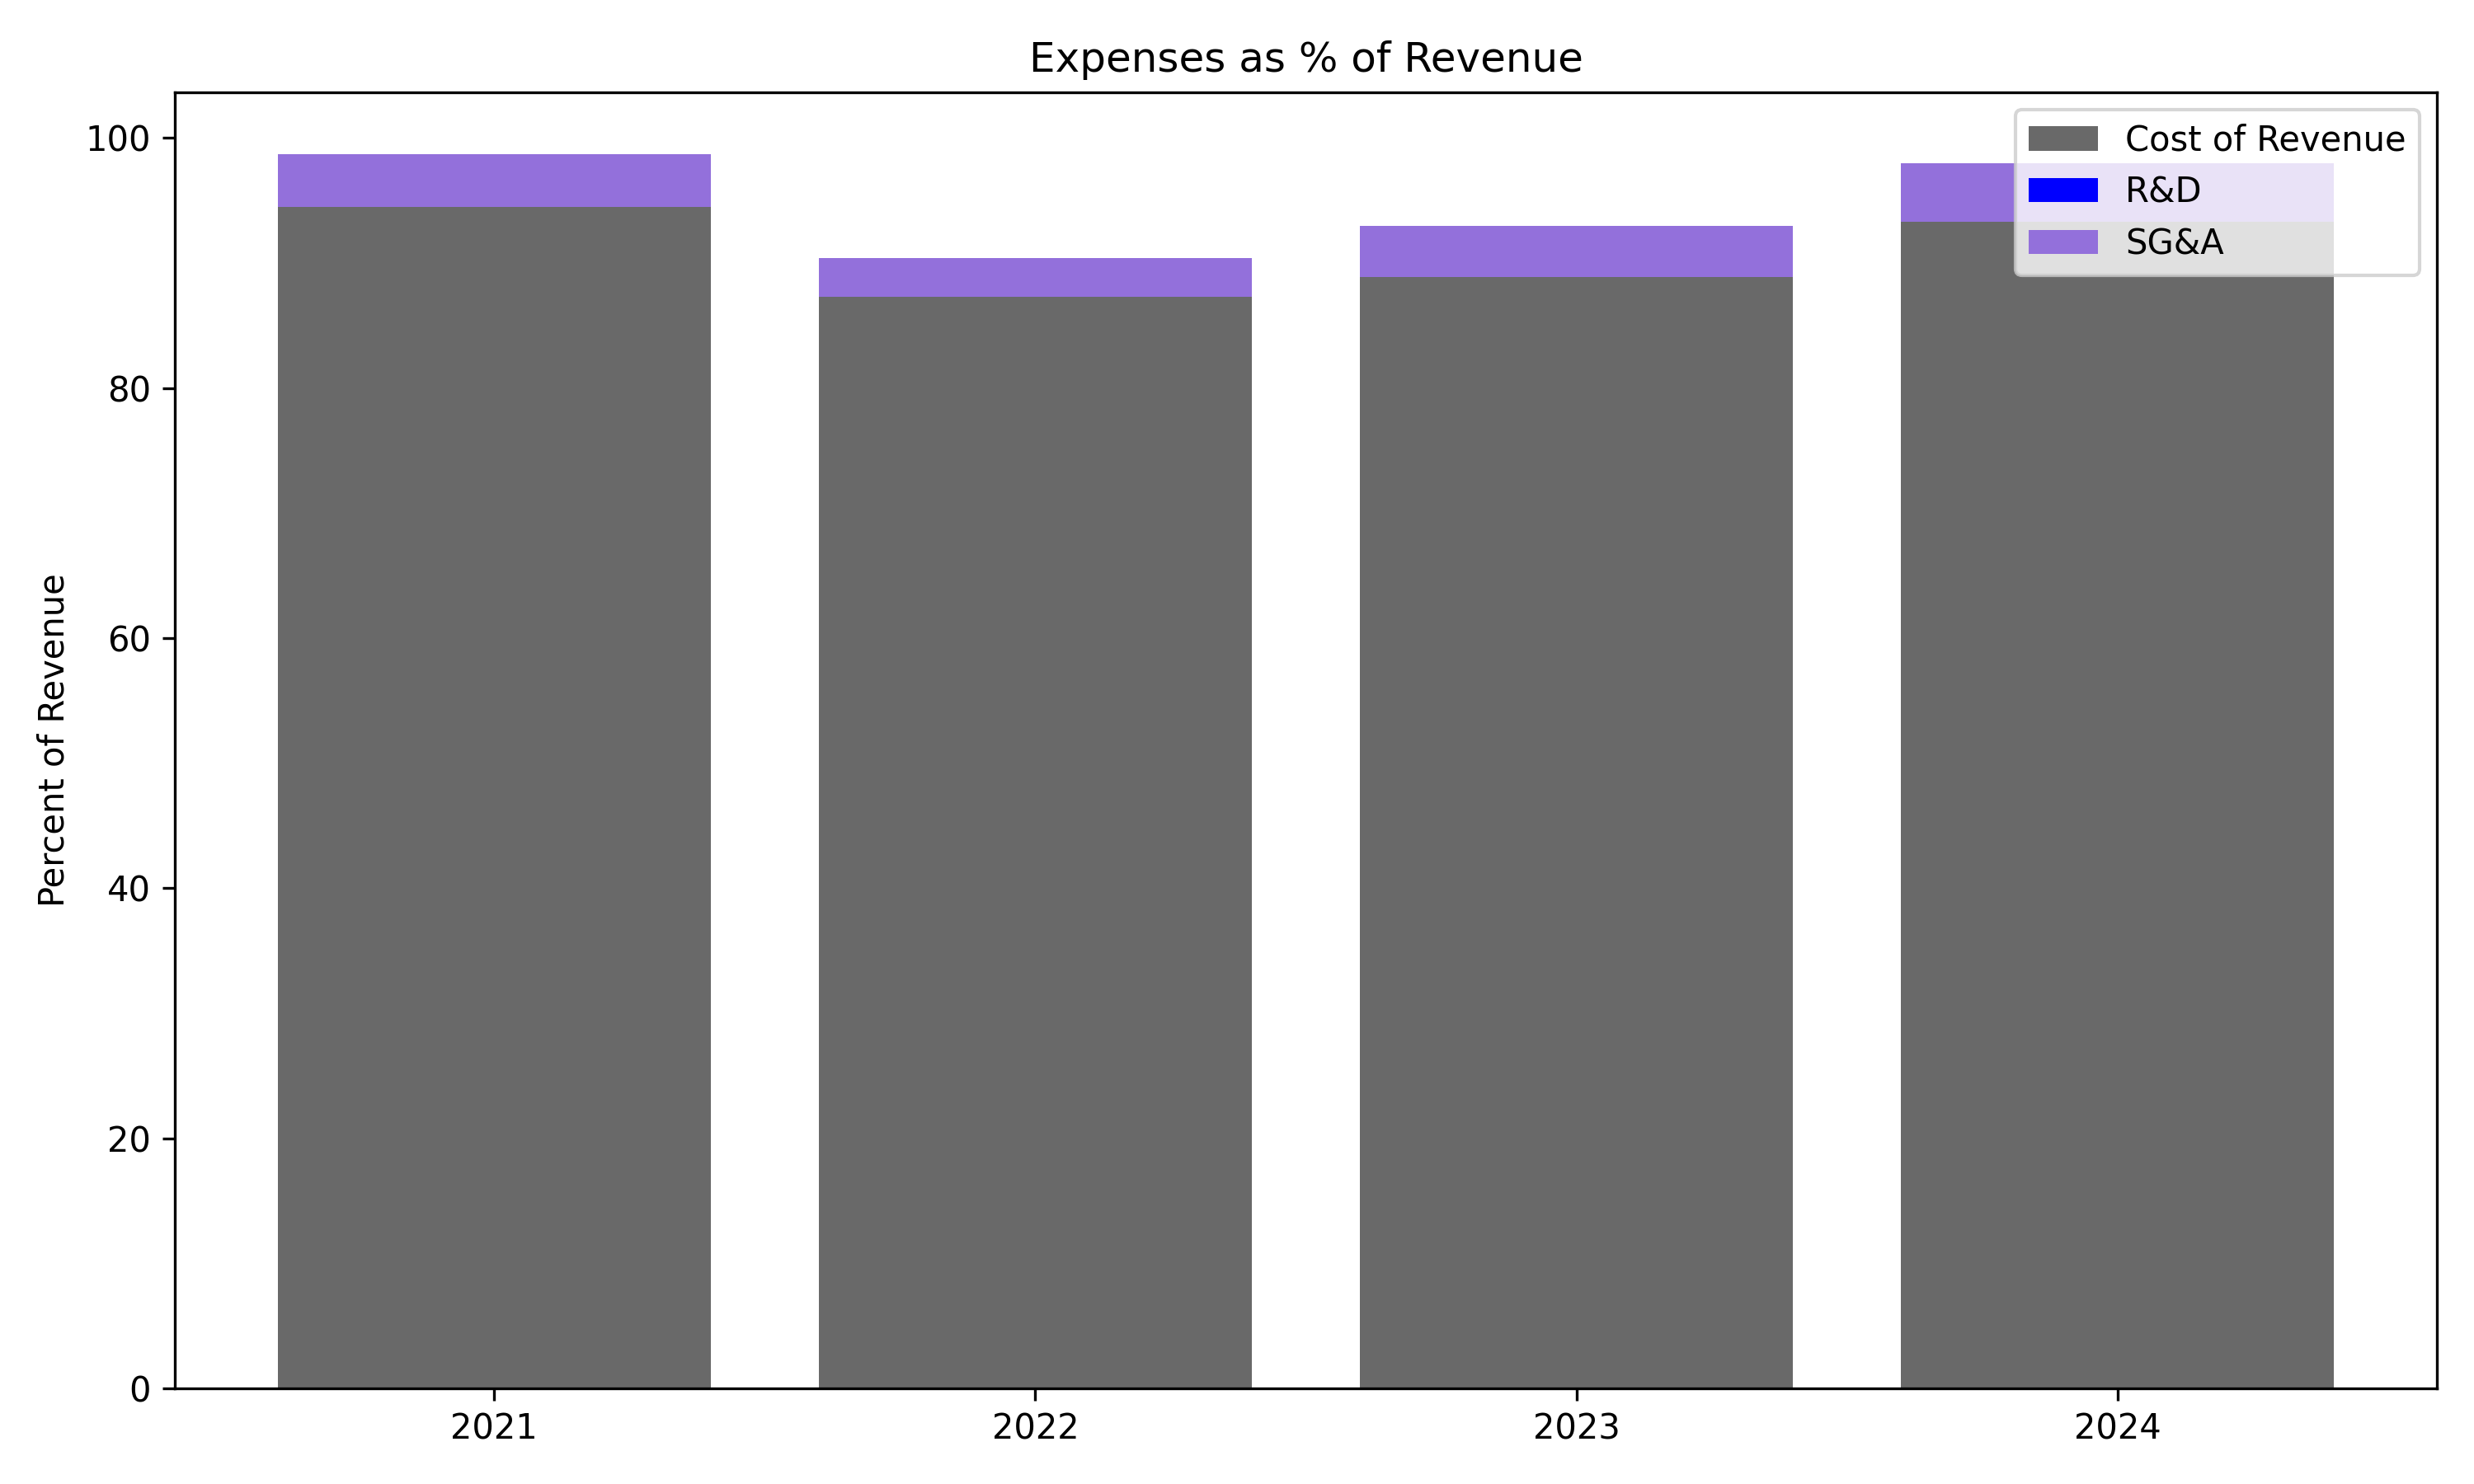 Expenses as % of Revenue
Percent of Revenue
100
80
60
40
20
0
2021
2022
2023
2024
Cost of Revenue
R&D
SG&A